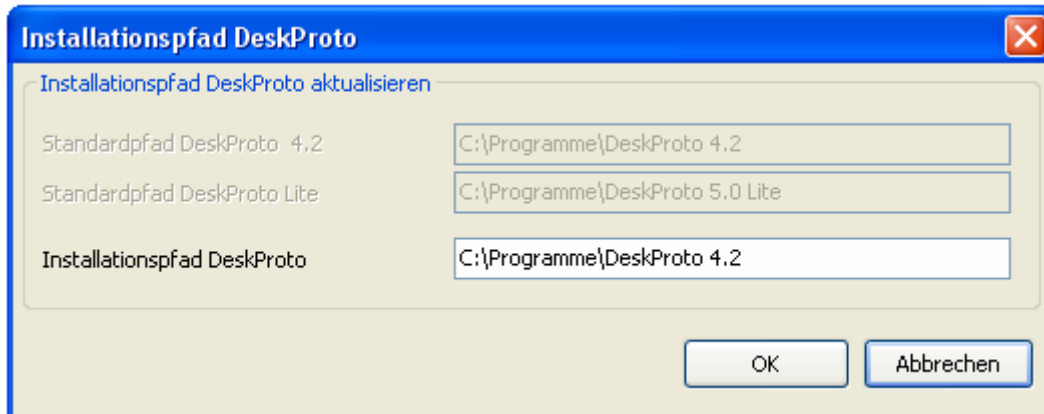 Installationspfad DeskProto
Installationspfad DeskProto aktualisieren
Standardpfad DeskProto 4.2 C:\Programme\DeskProto 4.2
Standardpfad DeskProto Lite C:\Programme\DeskProto 5.0 Lite
Installationspfad DeskProto C:\Programme\DeskProto 4.2
OK Abbrechen